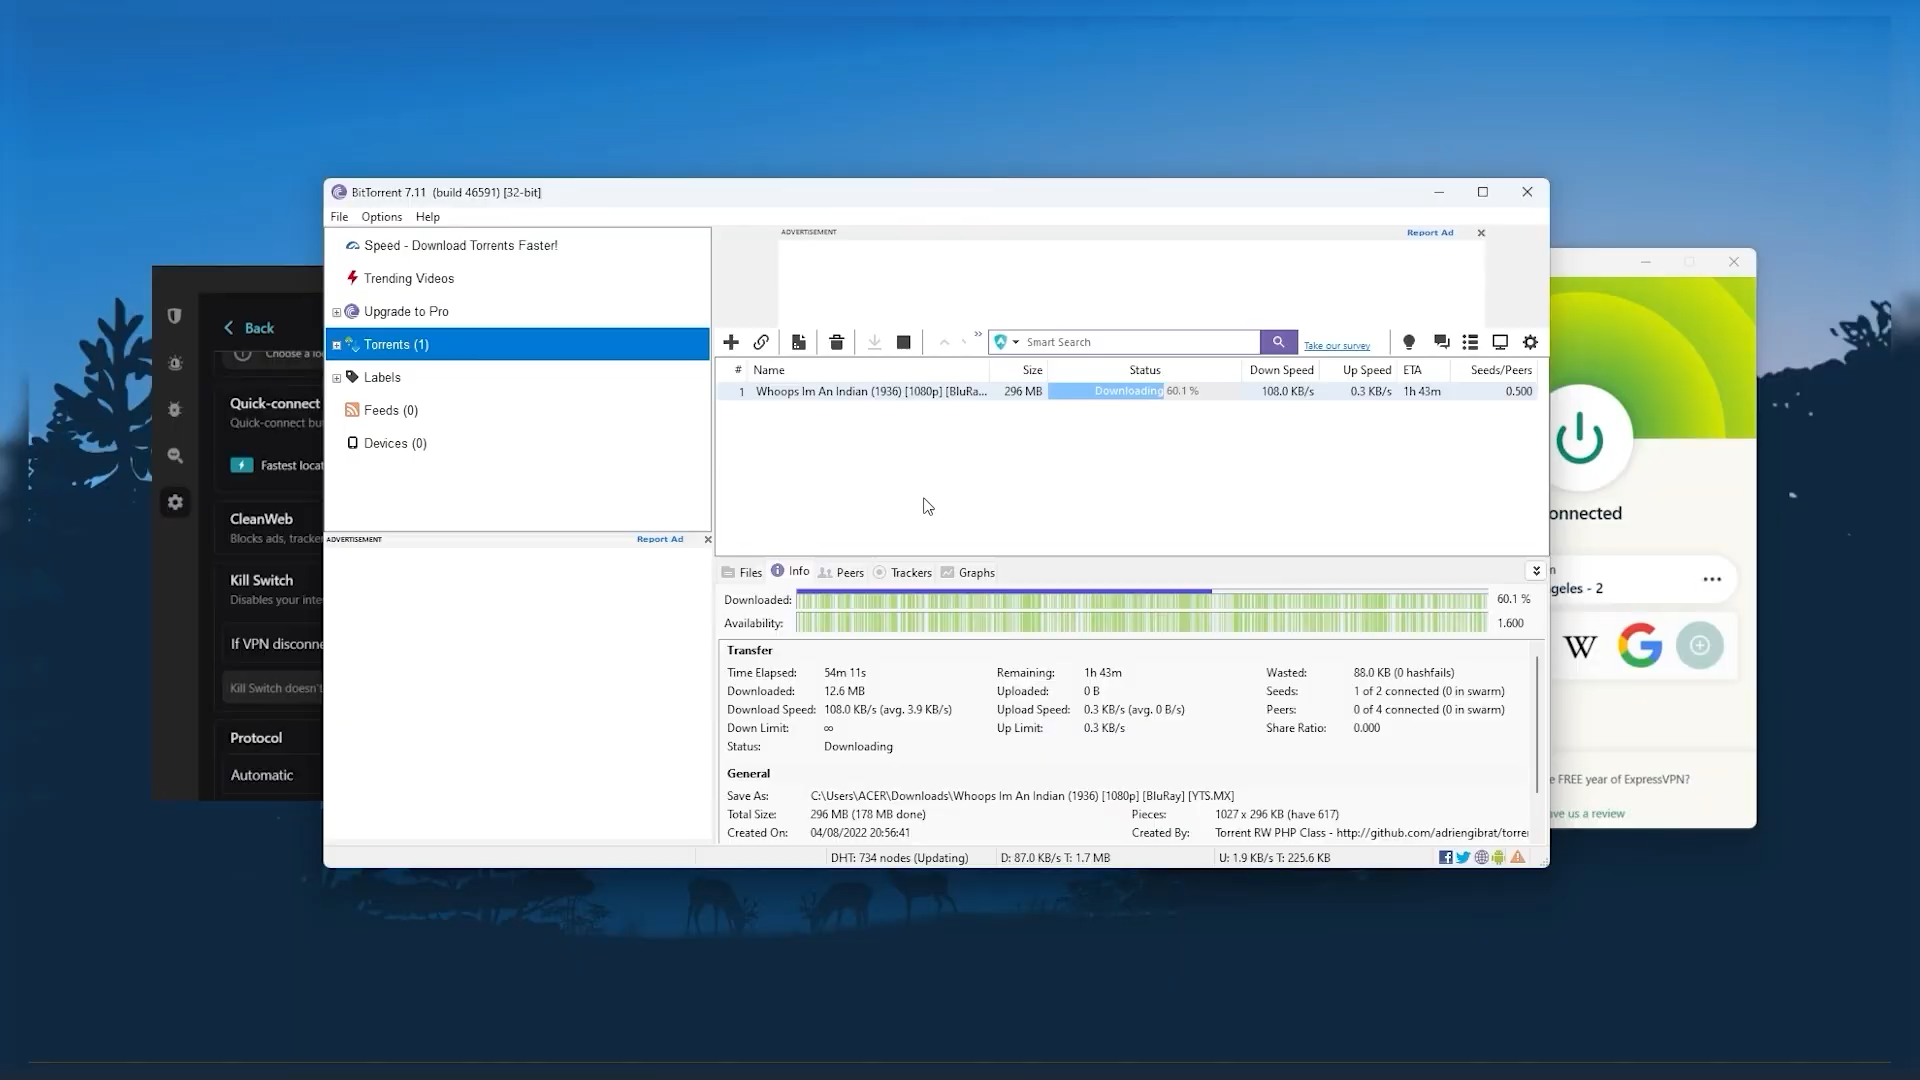 BitTorrent 7.11 (build 46591) [32-bit]
File Options Help
Speed - Download Torrents Faster!
Trending Videos
Upgrade to Pro
Torrents (1)
Labels
Feeds (0)
Devices (0)
ADVERTISEMENT Report Ad
ADVERTISEMENT Report Ad
Smart Search
Take our survey
# Name Size Status Down Speed Up Speed ETA Seeds/Peers
1 Whoops Im An Indian (1936) [1080p] [BluRa... 296 MB Downloading 60.1 % 108.0 KB/s 0.3 KB/s 1h 43m 0.500
Files Info Peers Trackers Graphs
Downloaded: 60.1 %
Availability: 1.600
Transfer
Time Elapsed: 54m 11s Remaining: 1h 43m Wasted: 88.0 KB (0 hashfails)
Downloaded: 12.6 MB Uploaded: 0 B Seeds: 1 of 2 connected (0 in swarm)
Download Speed: 108.0 KB/s (avg. 3.9 KB/s) Upload Speed: 0.3 KB/s (avg. 0 B/s) Peers: 0 of 4 connected (0 in swarm)
Down Limit: ∞ Up Limit: 0.3 KB/s Share Ratio: 0.000
Status: Downloading
General
Save As: C:\Users\ACER\Downloads\Whoops Im An Indian (1936) [1080p] [BluRay] [YTS.MX]
Total Size: 296 MB (178 MB done) Pieces: 1027 x 296 KB (have 617)
Created On: 04/08/2022 20:56:41 Created By: Torrent RW PHP Class - http://github.com/adriengibrat/torre
DHT: 734 nodes (Updating) D: 87.0 KB/s T: 1.7 MB U: 1.9 KB/s T: 225.6 KB
Back
Choose a lo
Quick-connect
Quick-connect bu
Fastest locat
CleanWeb
Blocks ads, tracke
Kill Switch
Disables your inte
If VPN disconne
Kill Switch doesn't
Protocol
Automatic
onnected
n
geles - 2
W G
e FREE year of ExpressVPN?
ve us a review